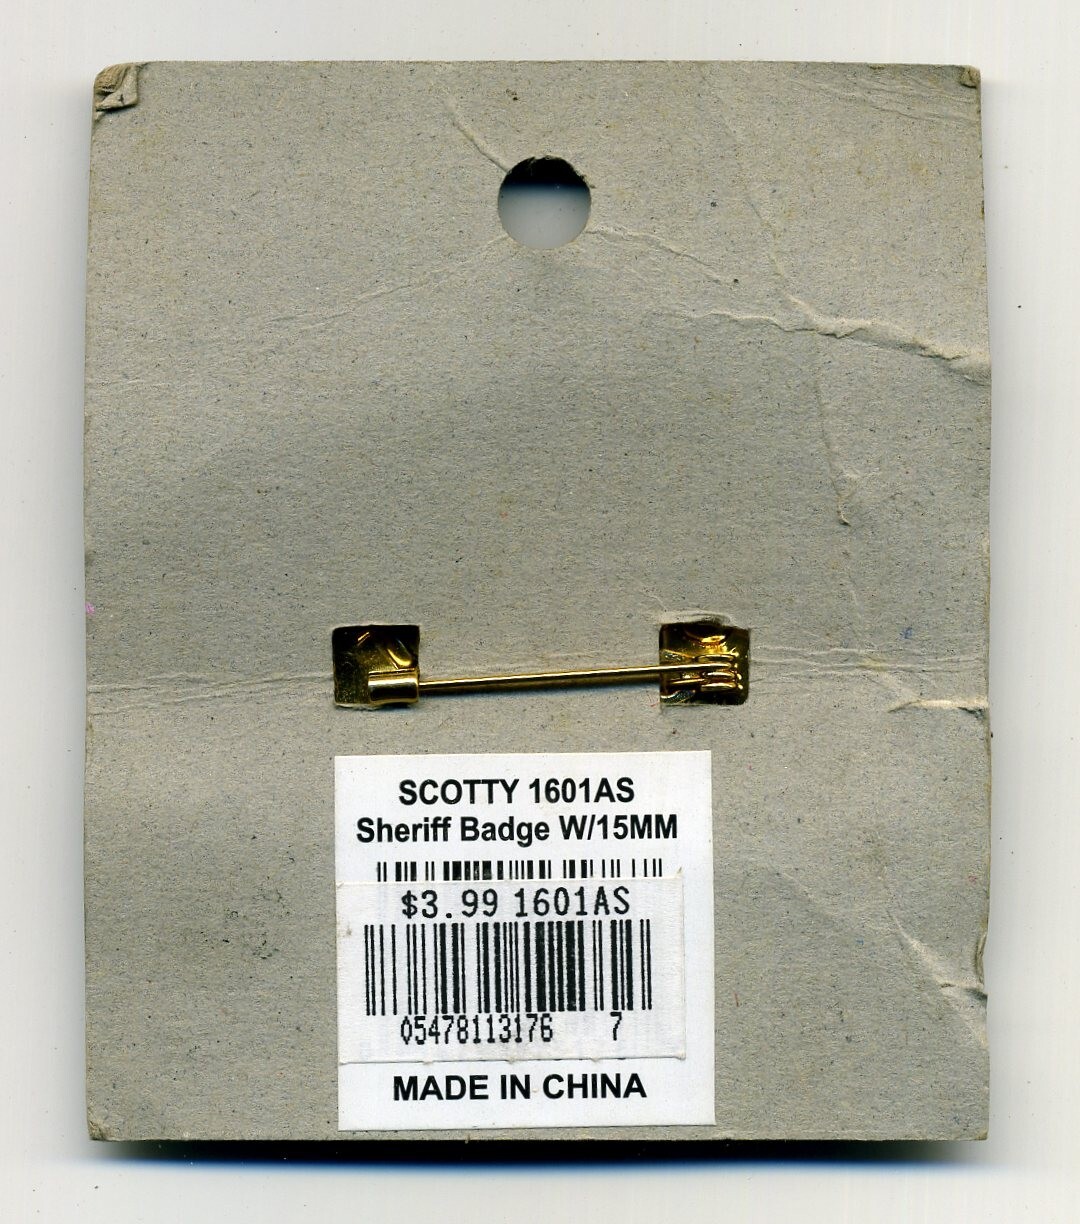 SCOTTY 1601AS
Sheriff Badge W/15MM
$3.99 1601AS
05478113176 7
MADE IN CHINA